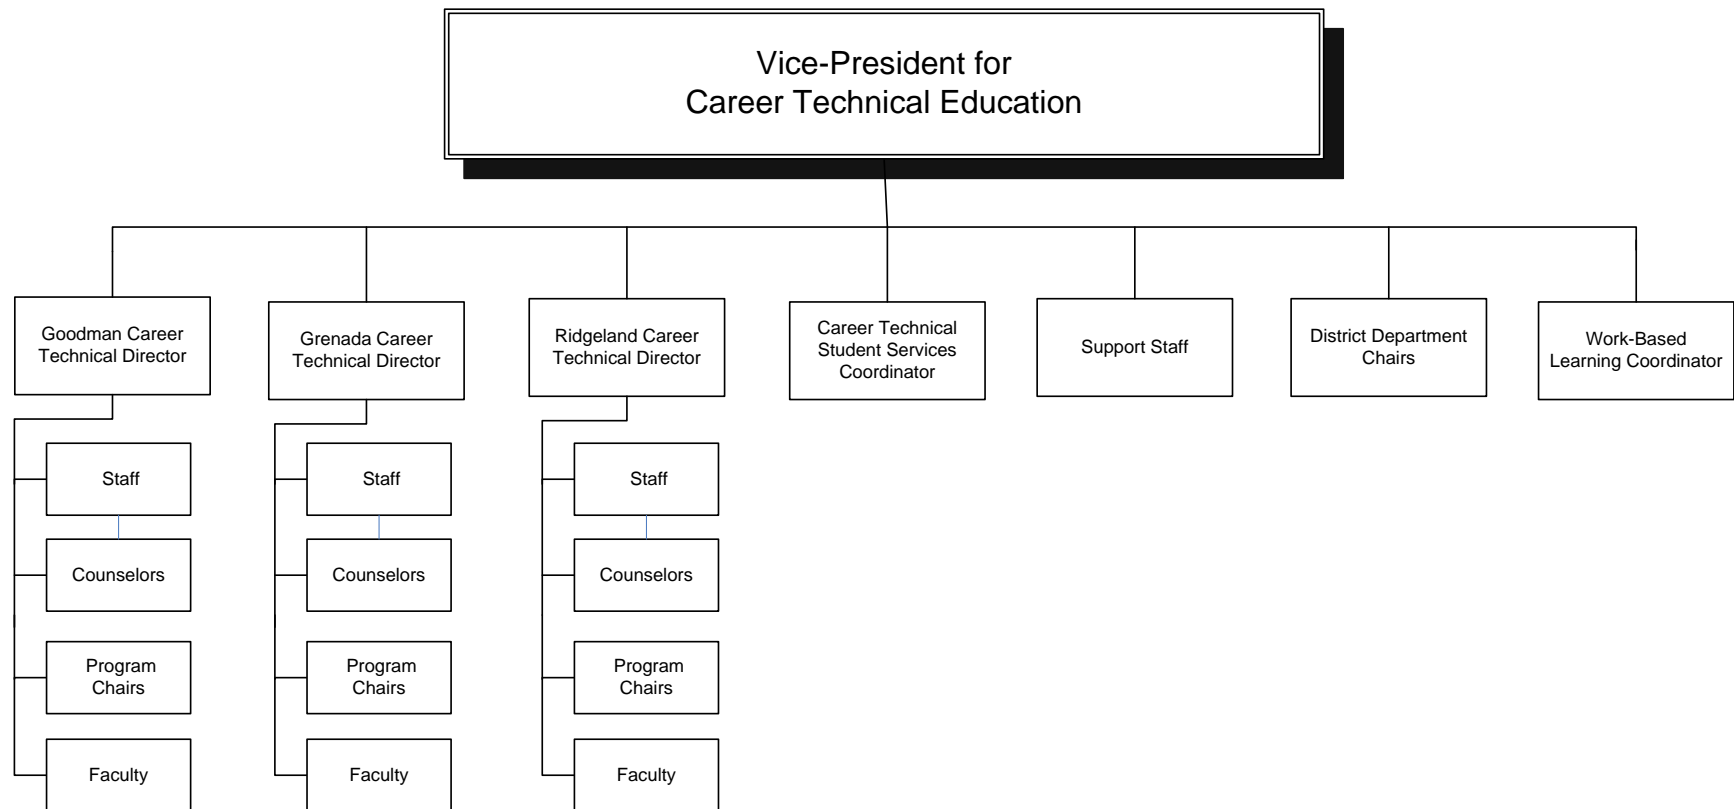 Vice-President for
Career Technical Education
Goodman Career
Technical Director
Grenada Career
Technical Director
Ridgeland Career
Technical Director
Career Technical
Student Services
Coordinator
Support Staff
District Department
Chairs
Work-Based
Learning Coordinator
Staff
Counselors
Program
Chairs
Faculty
Staff
Counselors
Program
Chairs
Faculty
Staff
Counselors
Program
Chairs
Faculty